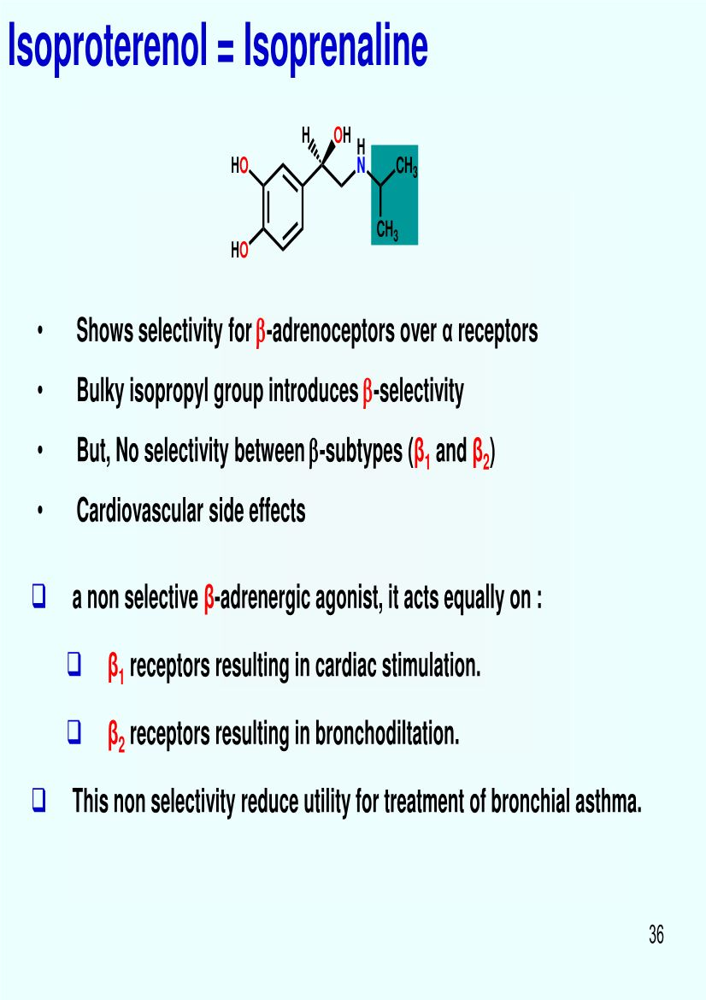 Isoproterenol = Isoprenaline
H OH
H
HO N CH3
CH3
HO
• Shows selectivity for β-adrenoceptors over α receptors
• Bulky isopropyl group introduces β-selectivity
• But, No selectivity between β-subtypes (β1 and β2)
• Cardiovascular side effects
❑ a non selective β-adrenergic agonist, it acts equally on :
❑ β1 receptors resulting in cardiac stimulation.
❑ β2 receptors resulting in bronchodiltation.
❑ This non selectivity reduce utility for treatment of bronchial asthma.
36